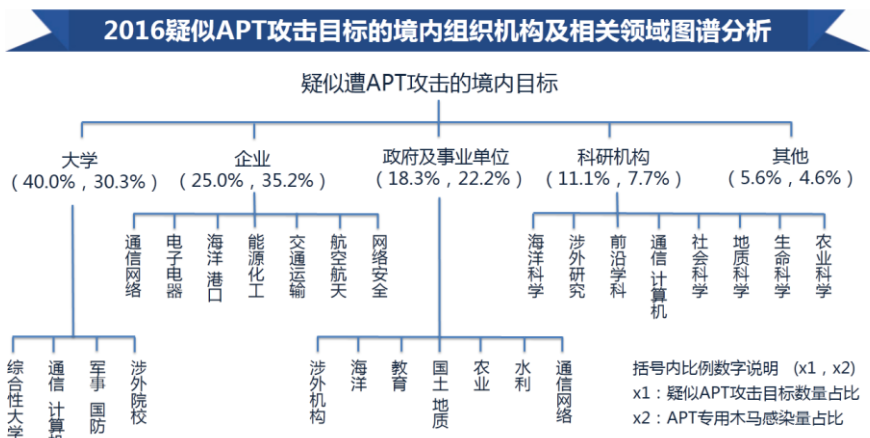 2016疑似APT攻击目标的境内组织机构及相关领域图谱分析
疑似遭APT攻击的境内目标
大学
（40.0%，30.3%）
企业
（25.0%，35.2%）
政府及事业单位
（18.3%，22.2%）
科研机构
（11.1%，7.7%）
其他
（5.6%，4.6%）
通信网络
电子电器
海洋 港口
能源化工
交通运输
航空航天
网络安全
海洋科学
涉外研究
前沿学科
通信 计算机
社会科学
地质科学
生命科学
农业科学
综合性大学
通信 计算机
军事 国防
涉外院校
涉外机构
海洋
教育
国土 地质
农业
水利
通信网络
括号内比例数字说明 （x1，x2）
x1：疑似APT攻击目标数量占比
x2：APT专用木马感染量占比